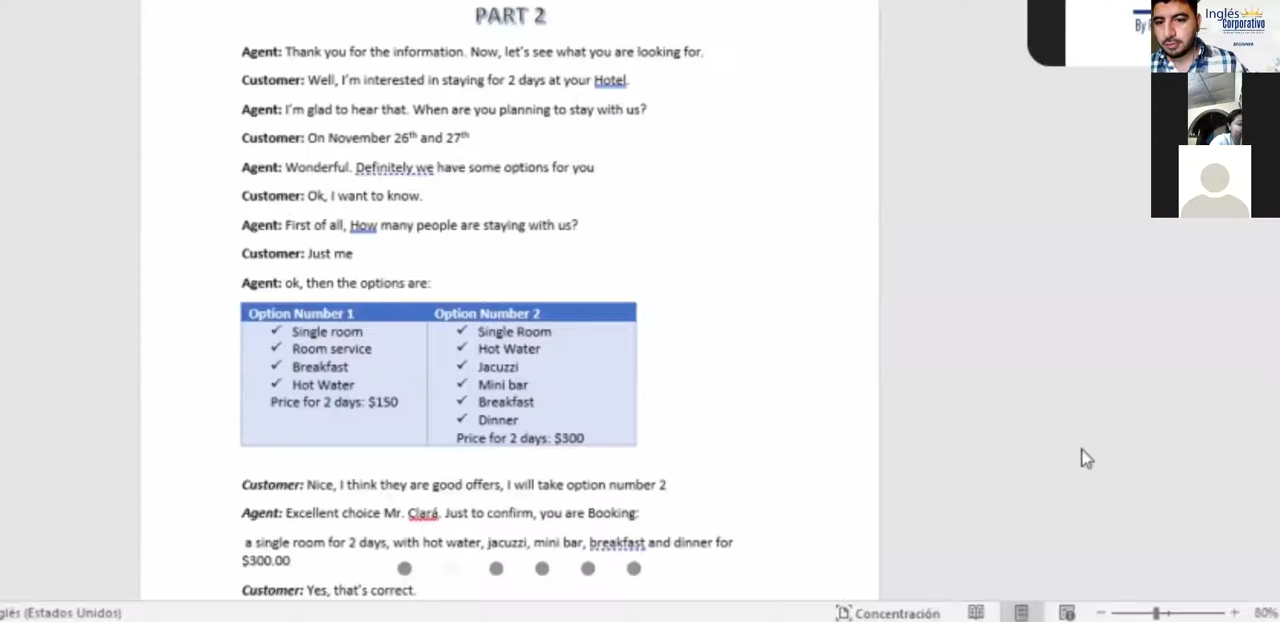 PART 2
Agent: Thank you for the information. Now, let's see what you are looking for.
Customer: Well, I'm interested in staying for 2 days at your Hotel.
Agent: I'm glad to hear that. When are you planning to stay with us?
Customer: On November 26th and 27th
Agent: Wonderful. Definitely we have some options for you
Customer: Ok, I want to know.
Agent: First of all, How many people are staying with us?
Customer: Just me
Agent: ok, then the options are:
Option Number 1
✓ Single room
✓ Room service
✓ Breakfast
✓ Hot Water
Price for 2 days: $150
Option Number 2
✓ Single Room
✓ Hot Water
✓ Jacuzzi
✓ Mini bar
✓ Breakfast
✓ Dinner
Price for 2 days: $300
Customer: Nice, I think they are good offers, I will take option number 2
Agent: Excellent choice Mr. Clará. Just to confirm, you are Booking:
a single room for 2 days, with hot water, jacuzzi, mini bar, breakfast and dinner for
$300.00
Customer: Yes, that's correct.
glés (Estados Unidos)
Concentración
80%
By
Inglés
Corporativo
BEGINNER